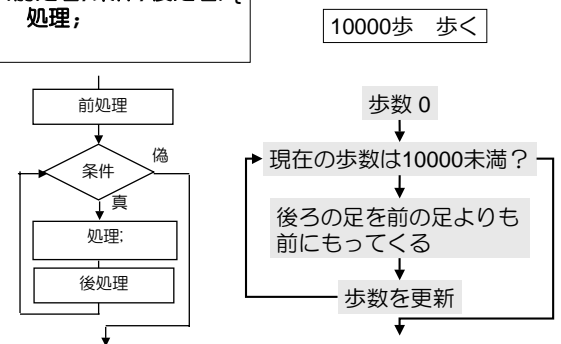 処理;
10000歩　歩く
前処理
条件
偽
真
処理;
後処理
歩数 0
現在の歩数は10000未満？
後ろの足を前の足よりも
前にもってくる
歩数を更新